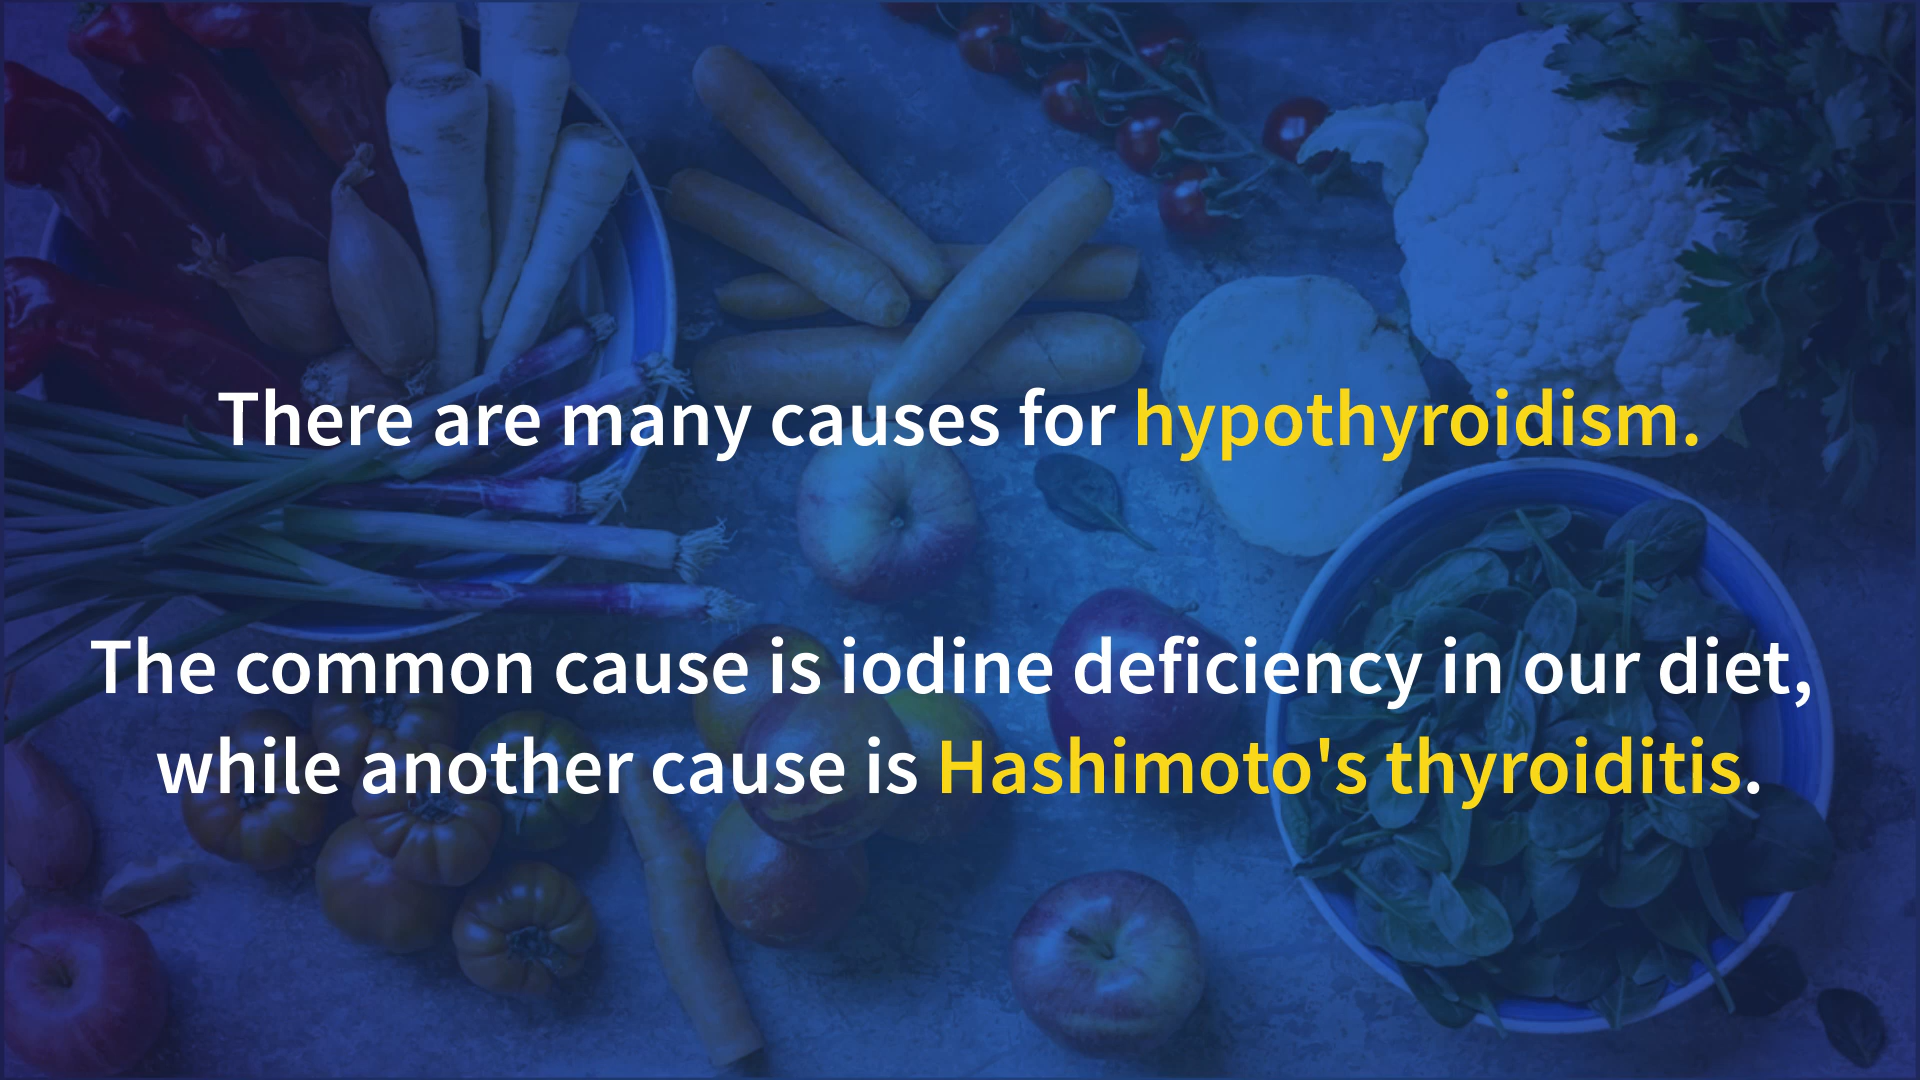 There are many causes for hypothyroidism.
The common cause is iodine deficiency in our diet,
while another cause is Hashimoto's thyroiditis.